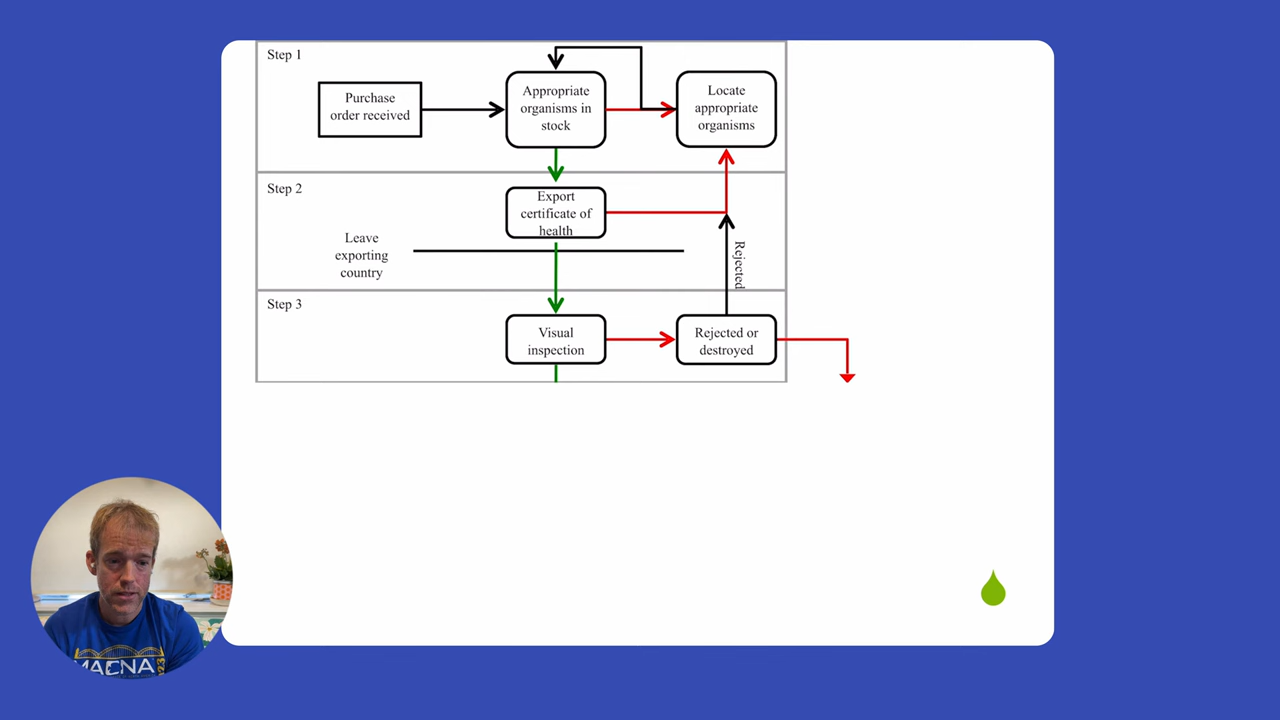 Step 1
Purchase
order received
Appropriate
organisms in
stock
Locate
appropriate
organisms
Step 2
Export
certificate of
health
Leave
exporting
country
Rejected
Step 3
Visual
inspection
Rejected or
destroyed
MACNA